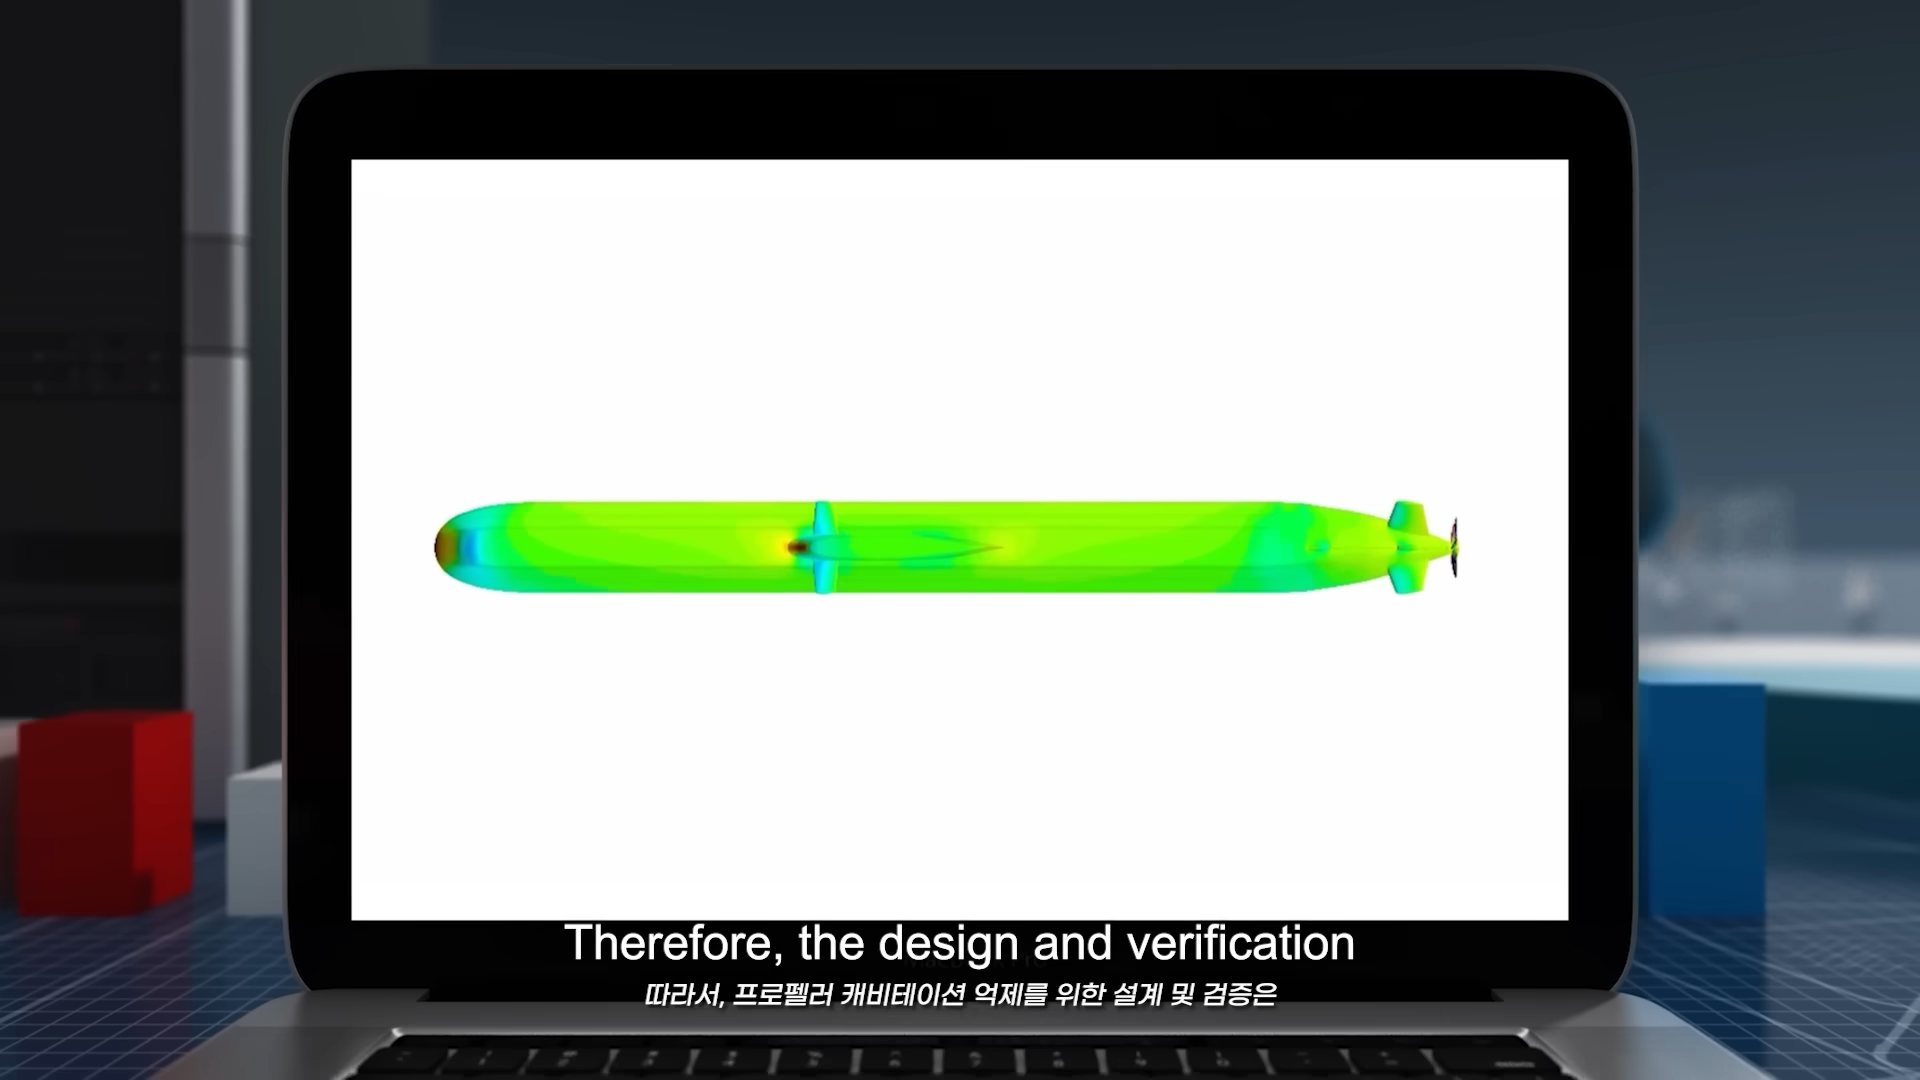 Therefore, the design and verification
따라서, 프로펠러 캐비테이션 억제를 위한 설계 및 검증은